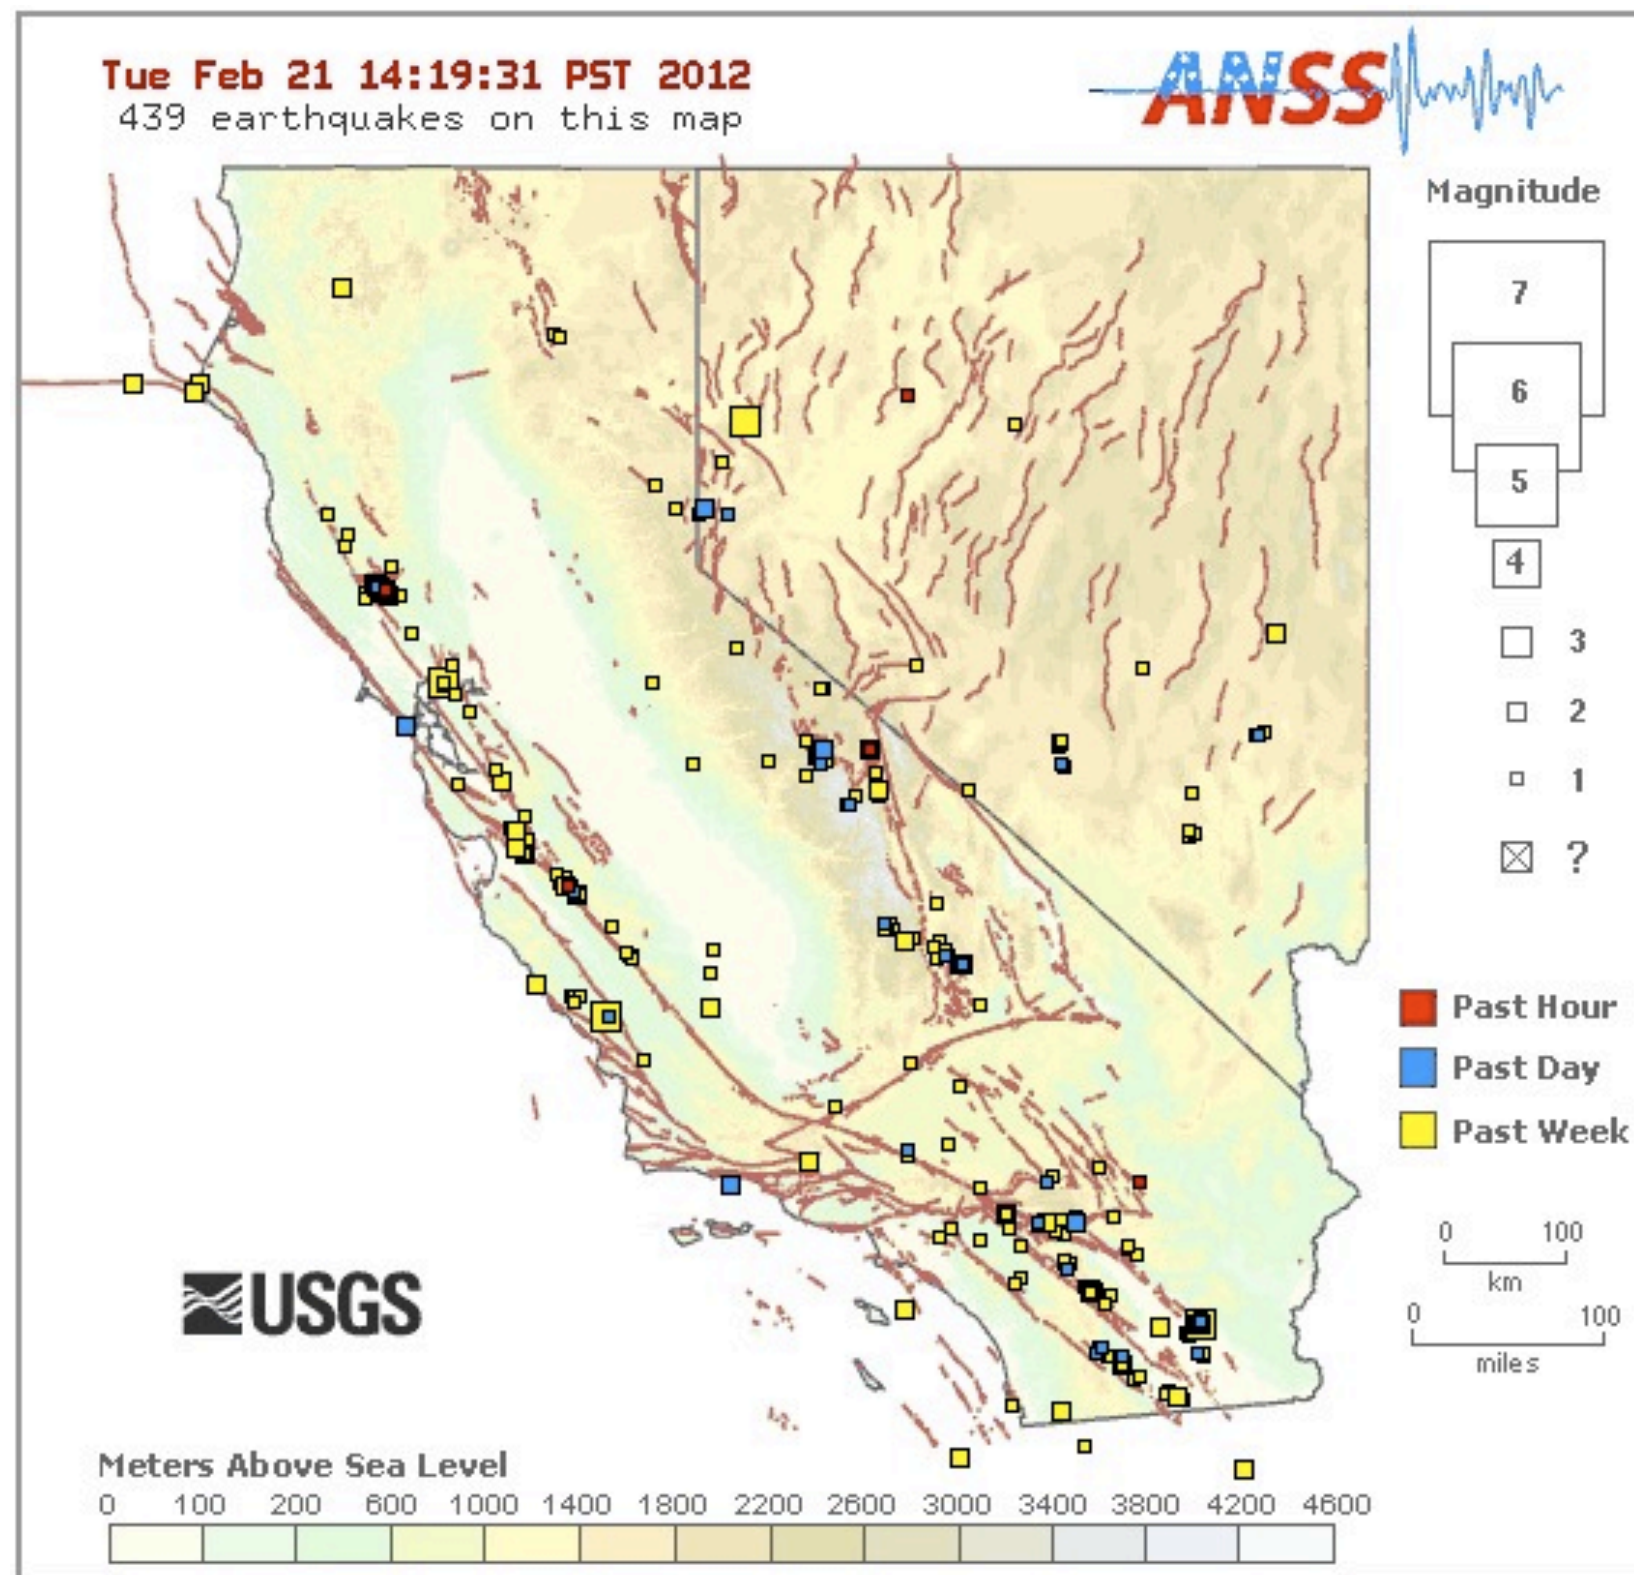 Tue Feb 21 14:19:31 PST 2012
439 earthquakes on this map
ANSS
Magnitude
7
6
5
4
3
2
1
?
Past Hour
Past Day
Past Week
0 100
km
0 100
miles
USGS
Meters Above Sea Level
0 100 200 600 1000 1400 1800 2200 2600 3000 3400 3800 4200 4600